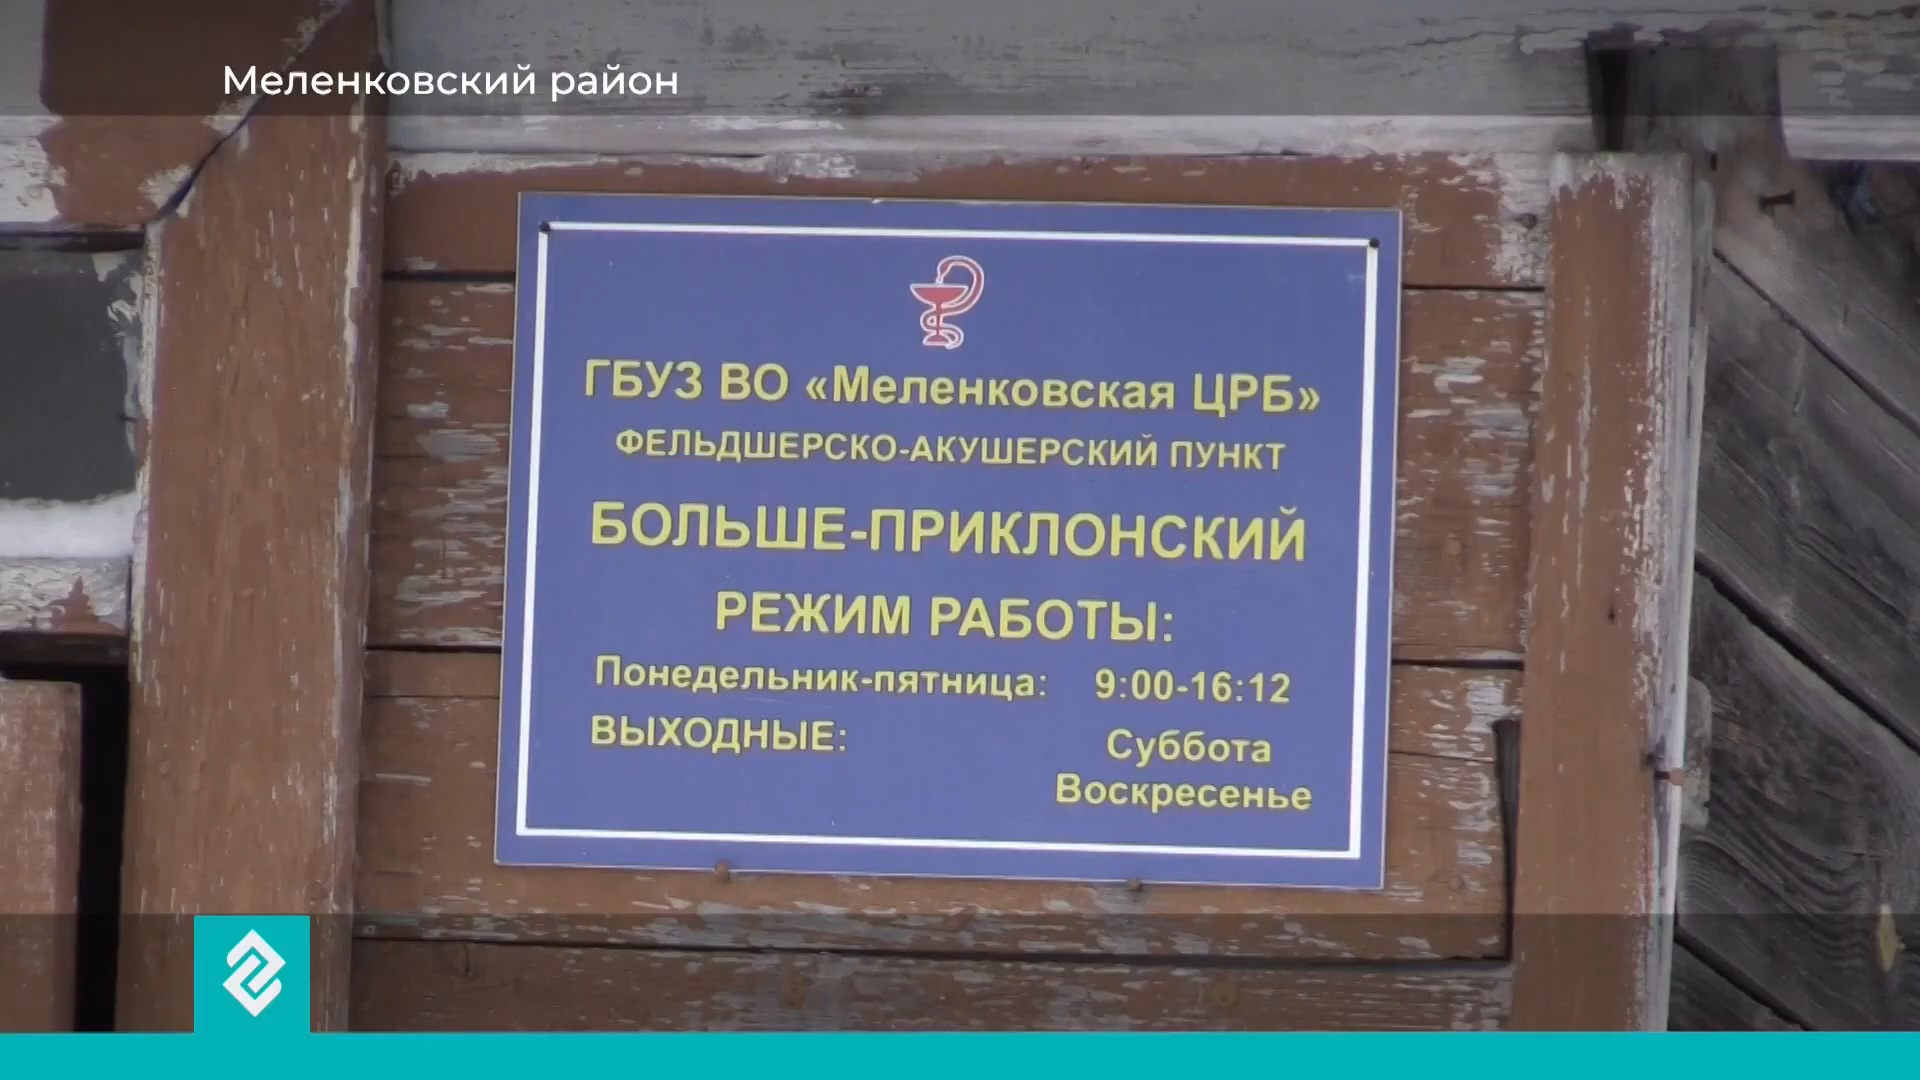 Меленковский район
ГБУЗ ВО «Меленковская ЦРБ»
ФЕЛЬДШЕРСКО-АКУШЕРСКИЙ ПУНКТ
БОЛЬШЕ-ПРИКЛОНСКИЙ
РЕЖИМ РАБОТЫ:
Понедельник-пятница: 9:00-16:12
ВЫХОДНЫЕ: Суббота
Воскресенье